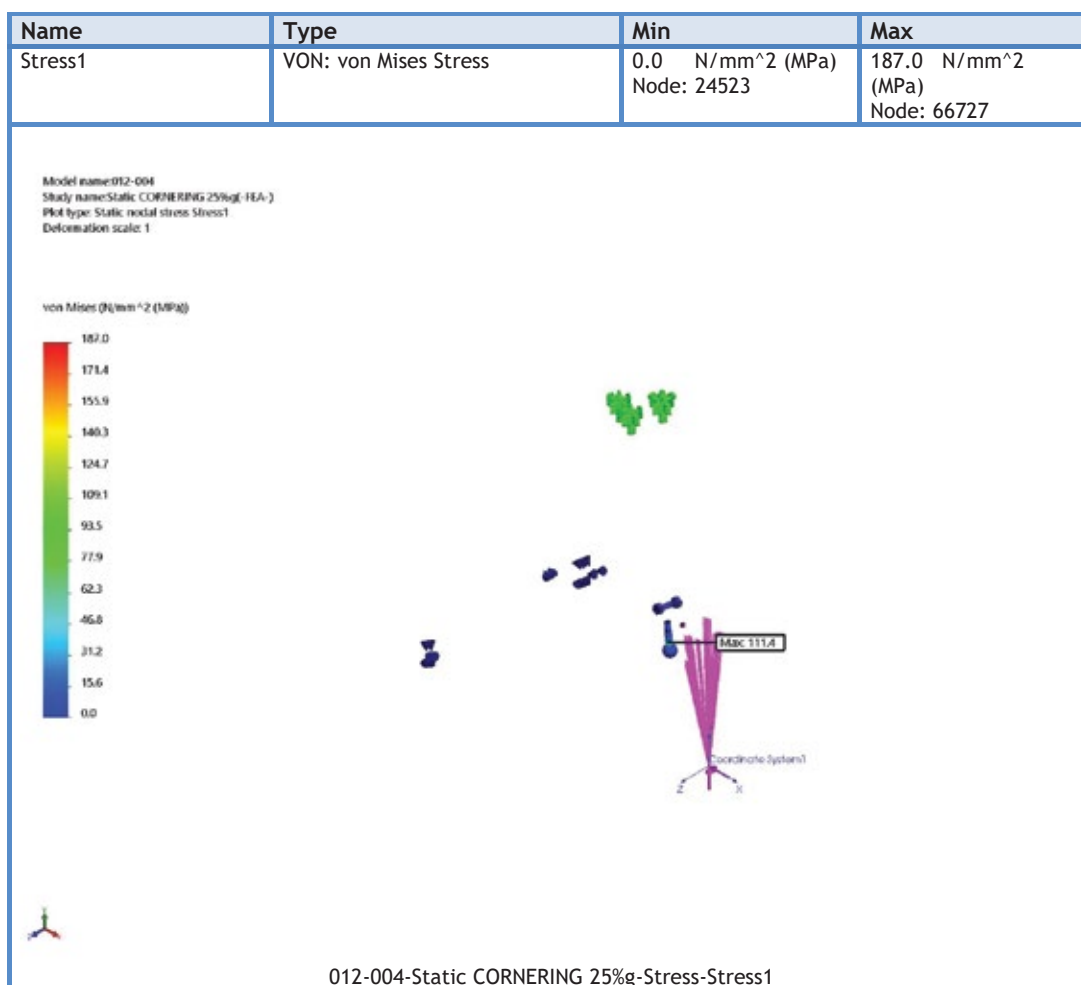 Name Type Min Max
Stress1 VON: von Mises Stress 0.0 N/mm^2 (MPa) 187.0 N/mm^2
Node: 24523 (MPa)
Node: 66727
Model name:012-004
Study name:Static CORNERING 25%g(-FEA-)
Plot type: Static nodal stress Stress1
Deformation scale: 1
von Mises (N/mm^2 (MPa))
187.0
171.4
155.9
140.3
124.7
109.1
93.5
77.9
62.3
46.8
31.2
15.6
0.0
Max: 111.4
Coordinate System1
Z X
Y
012-004-Static CORNERING 25%g-Stress-Stress1